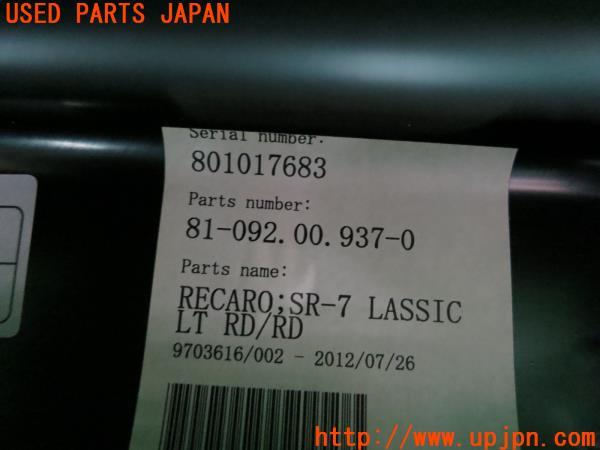 USED PARTS JAPAN
Serial number:
801017683
Parts number:
81-092.00.937-0
Parts name:
RECARO;SR-7 LASSIC
LT RD/RD
9703616/002 - 2012/07/26
http://www.upjpn.com/